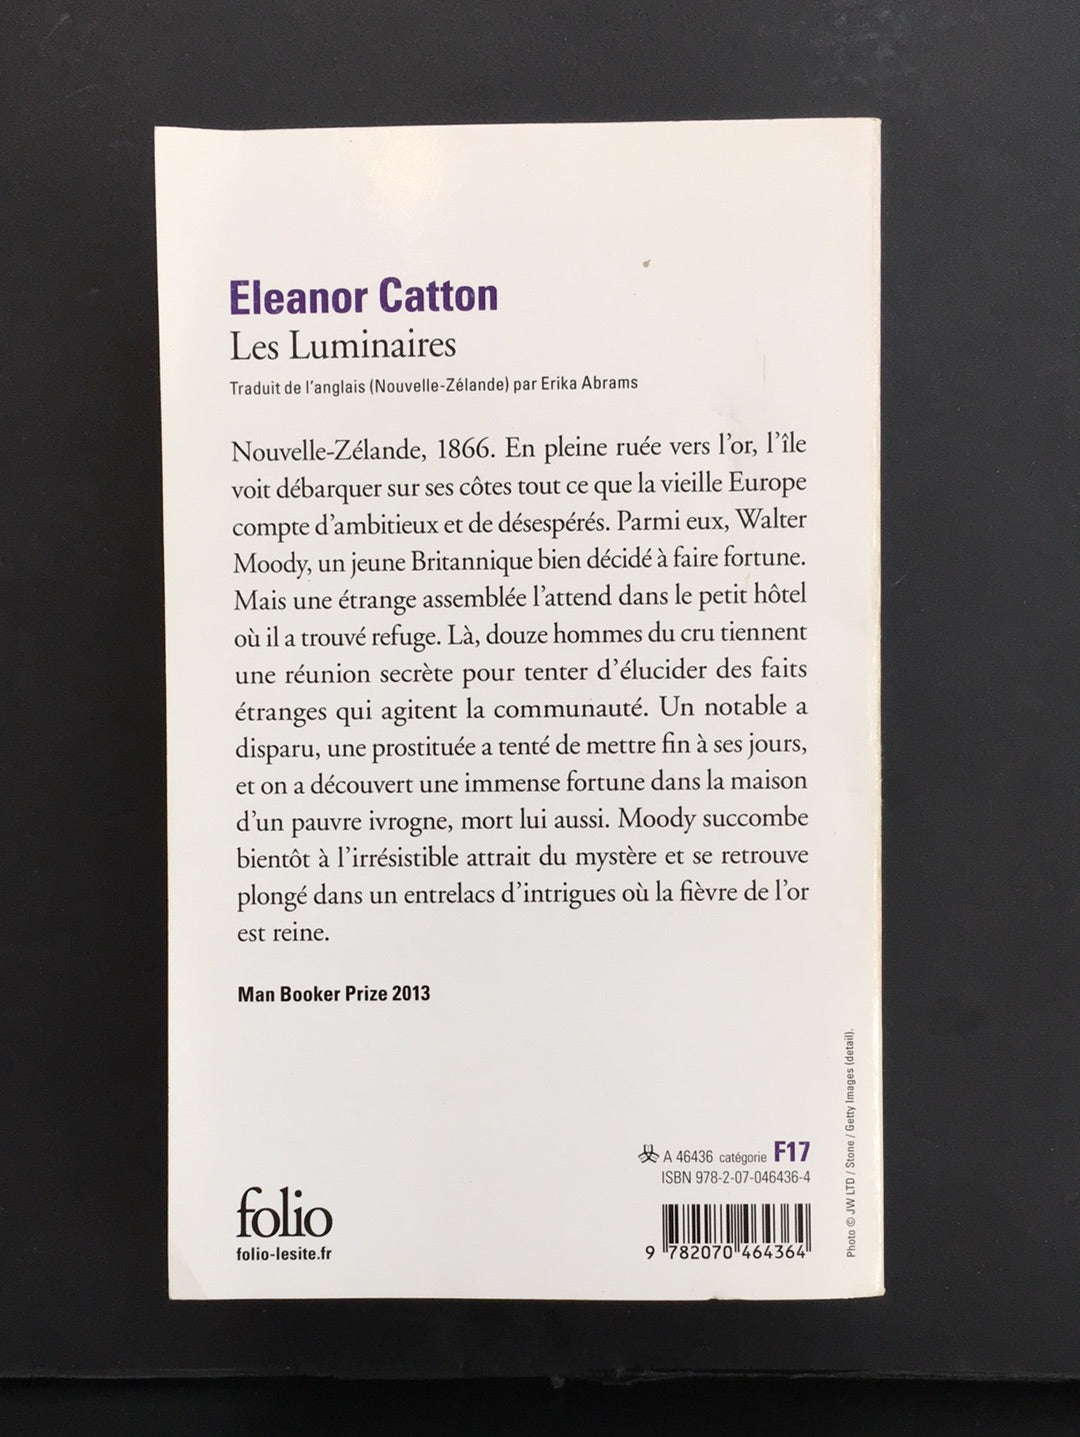 Eleanor Catton
Les Luminaires
Traduit de l'anglais (Nouvelle-Zélande) par Erika Abrams
Nouvelle-Zélande, 1866. En pleine ruée vers l'or, l'île
voit débarquer sur ses côtes tout ce que la vieille Europe
compte d'ambitieux et de désespérés. Parmi eux, Walter
Moody, un jeune Britannique bien décidé à faire fortune.
Mais une étrange assemblée l'attend dans le petit hôtel
où il a trouvé refuge. Là, douze hommes du cru tiennent
une réunion secrète pour tenter d'élucider des faits
étranges qui agitent la communauté. Un notable a
disparu, une prostituée a tenté de mettre fin à ses jours,
et on a découvert une immense fortune dans la maison
d'un pauvre ivrogne, mort lui aussi. Moody succombe
bientôt à l'irrésistible attrait du mystère et se retrouve
plongé dans un entrelacs d'intrigues où la fièvre de l'or
est reine.
Man Booker Prize 2013
A 46436 catégorie F17
ISBN 978-2-07-046436-4
9 782070 464364
folio
folio-lesite.fr
Photo © JW LTD / Stone / Getty Images (detail).